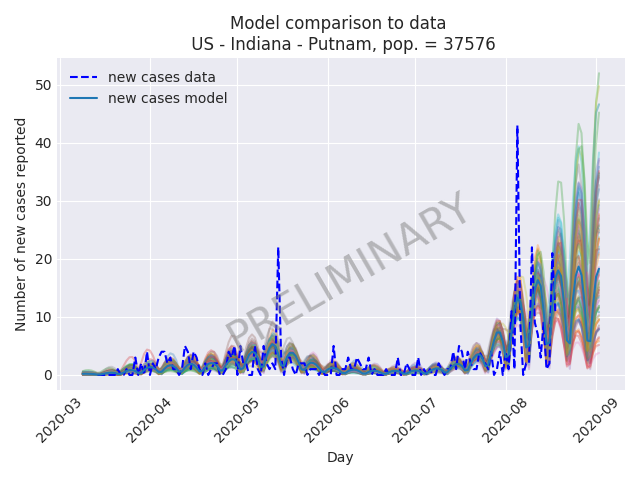 Model comparison to data
US - Indiana - Putnam, pop. = 37576
new cases data
new cases model
PRELIMINARY
Number of new cases reported
50
40
30
20
10
0
2020-03
2020-04
2020-05
2020-06
2020-07
2020-08
2020-09
Day